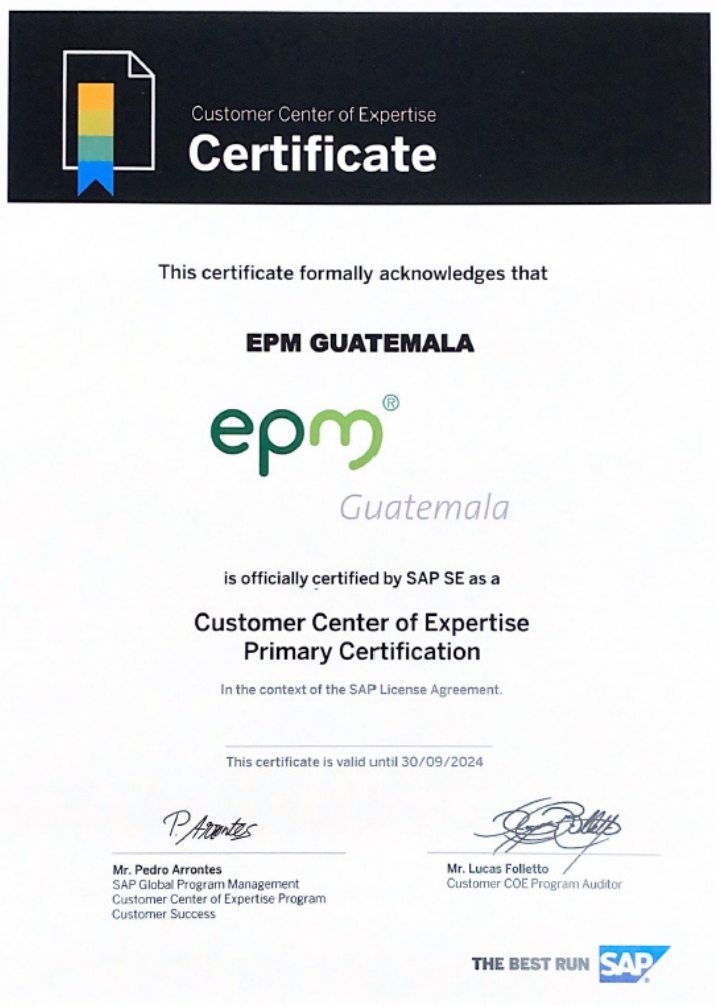 Customer Center of Expertise
Certificate
This certificate formally acknowledges that
EPM GUATEMALA
epm®
Guatemala
is officially certified by SAP SE as a
Customer Center of Expertise
Primary Certification
In the context of the SAP License Agreement.
This certificate is valid until 30/09/2024
P. Arrontes
Mr. Pedro Arrontes
SAP Global Program Management
Customer Center of Expertise Program
Customer Success
Mr. Lucas Folletto
Customer COE Program Auditor
THE BEST RUN SAP